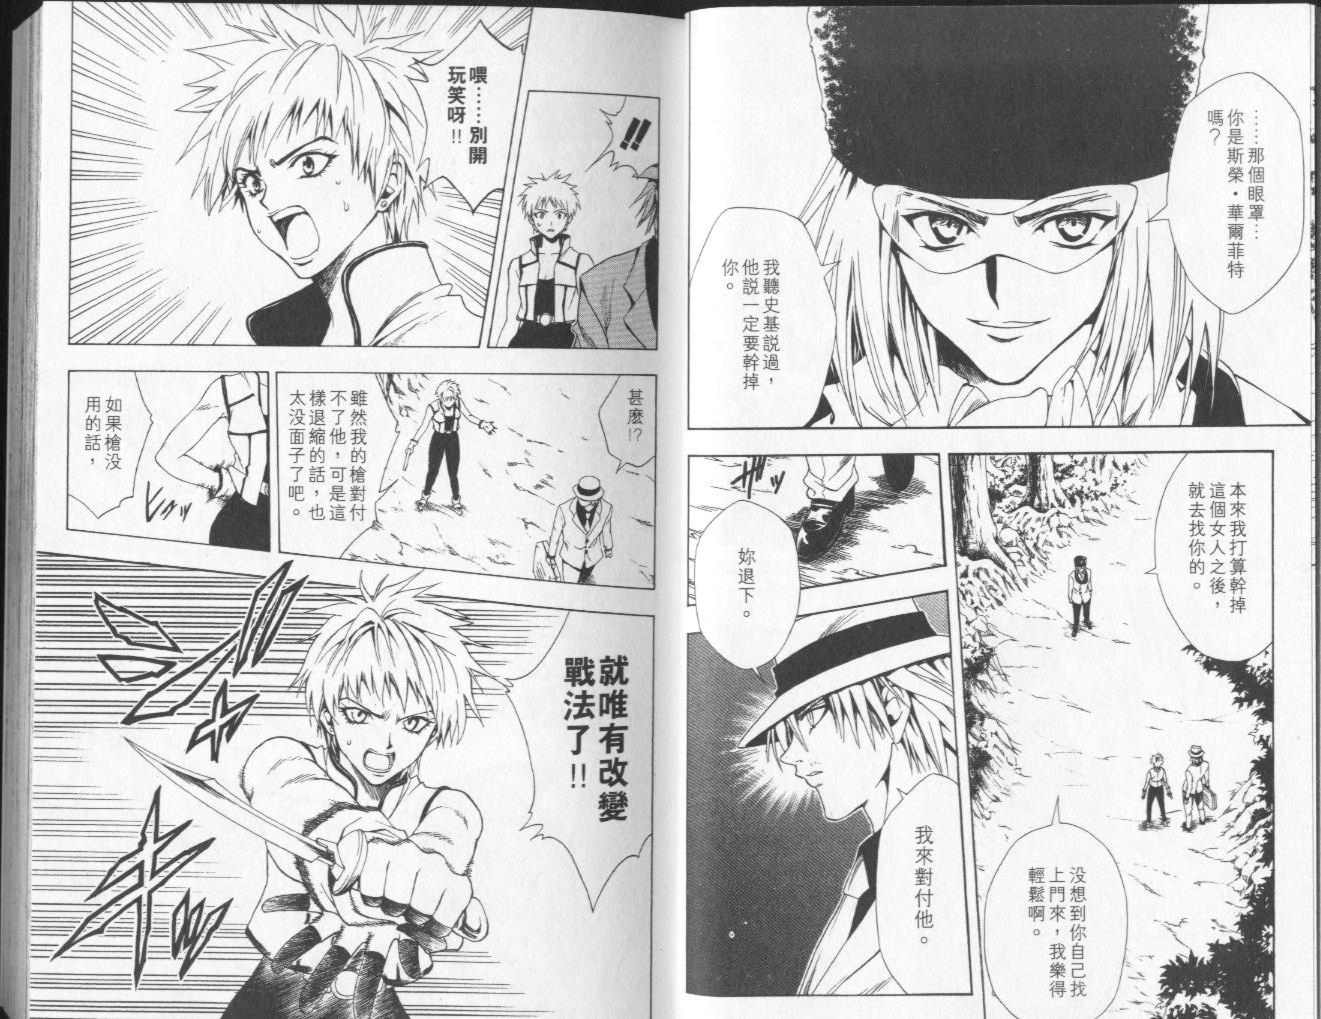 ……那個眼罩…
你是斯榮・華爾菲特
嗎？
我聽史基說過，
他說一定要幹掉
你。
本來我打算幹掉
這個女人之後，
就去找你的。
没想到你自己找
上門來，我樂得
輕鬆啊。
妳退下。
我來對付他。
!!
喂……別開
玩笑呀!!
甚麼!?
雖然我的槍對付
不了他，可是這
樣退縮的話，也
太没面子了吧。
如果槍没
用的話，
就唯有改變
戰法了!!